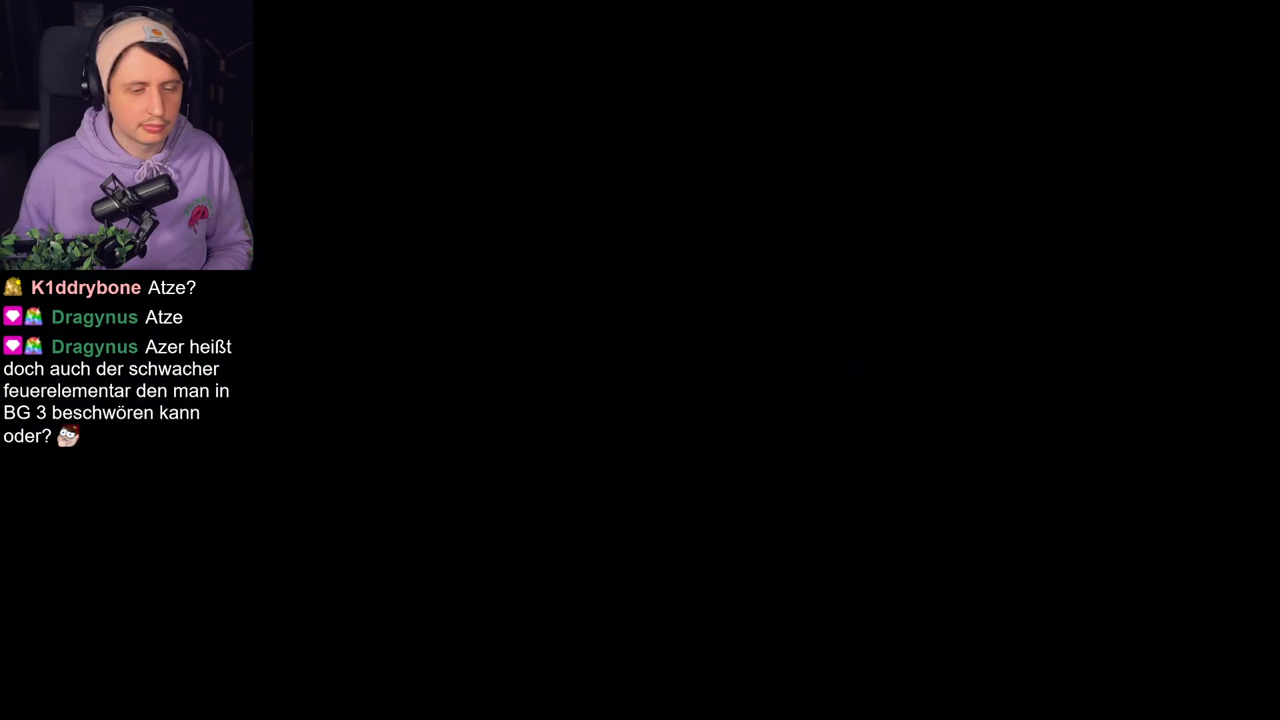 K1ddrybone Atze?
Dragynus Atze
Dragynus Azer heißt
doch auch der schwacher
feuerelementar den man in
BG 3 beschwören kann
oder?